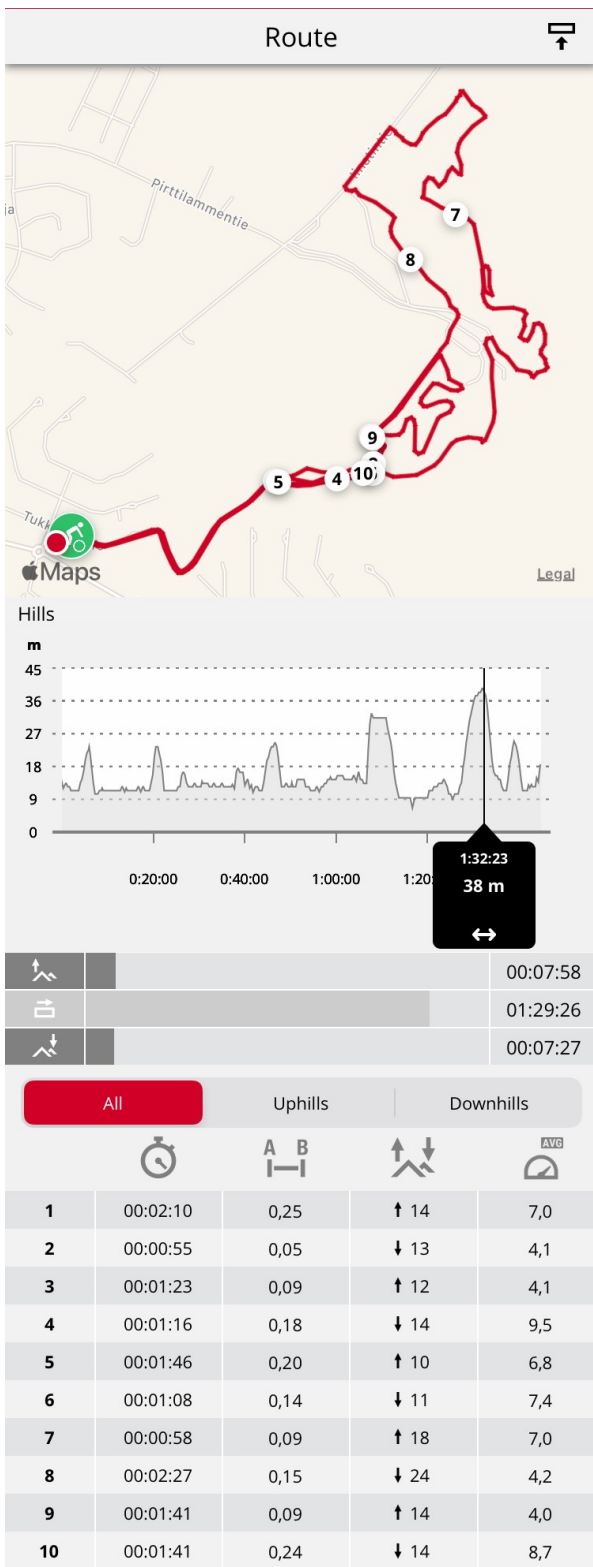 Route
ja
Pirttilammentie
7
8
9
10
5
4
Tukk
Maps
Legal
Hills
m
45
36
27
18
9
0
0:20:00 0:40:00 1:00:00 1:20:
1:32:23
38 m
00:07:58
01:29:26
00:07:27
All Uphills Downhills
A B AVG
1 00:02:10 0,25 14 7,0
2 00:00:55 0,05 13 4,1
3 00:01:23 0,09 12 4,1
4 00:01:16 0,18 14 9,5
5 00:01:46 0,20 10 6,8
6 00:01:08 0,14 11 7,4
7 00:00:58 0,09 18 7,0
8 00:02:27 0,15 24 4,2
9 00:01:41 0,09 14 4,0
10 00:01:41 0,24 14 8,7